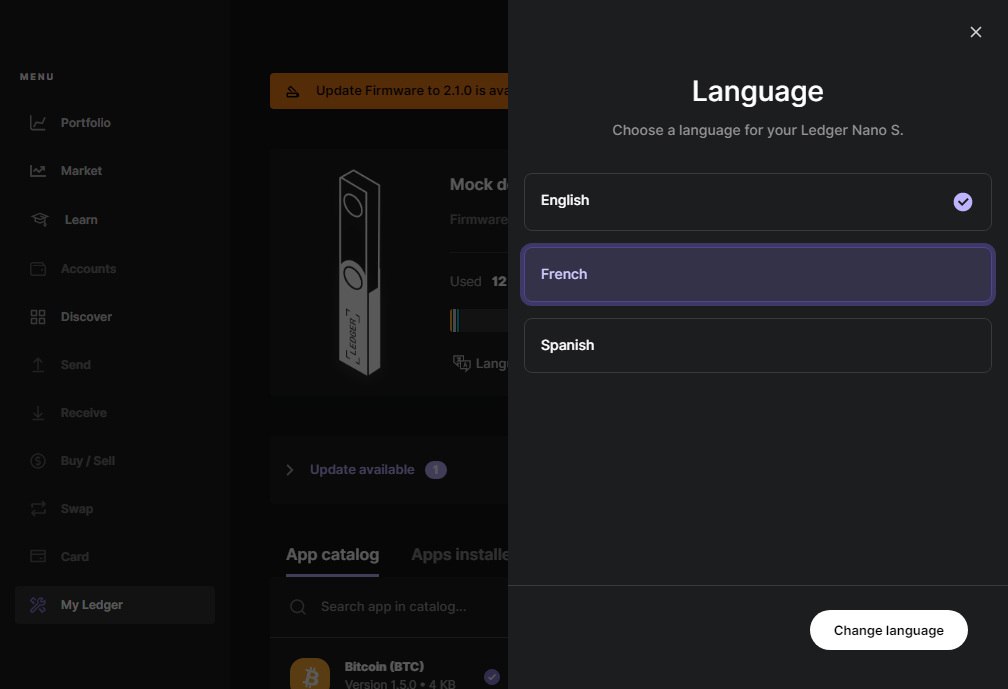 MENU
Portfolio
Market
Learn
Accounts
Discover
Send
Receive
Buy / Sell
Swap
Card
My Ledger
Update Firmware to 2.1.0 is ava
LEDGER
Mock d
Firmware
Used 12
Langu
Update available 1
App catalog Apps installe
Search app in catalog...
Bitcoin (BTC)
Version 1.5.0 • 4 KB
Language
Choose a language for your Ledger Nano S.
English
French
Spanish
Change language